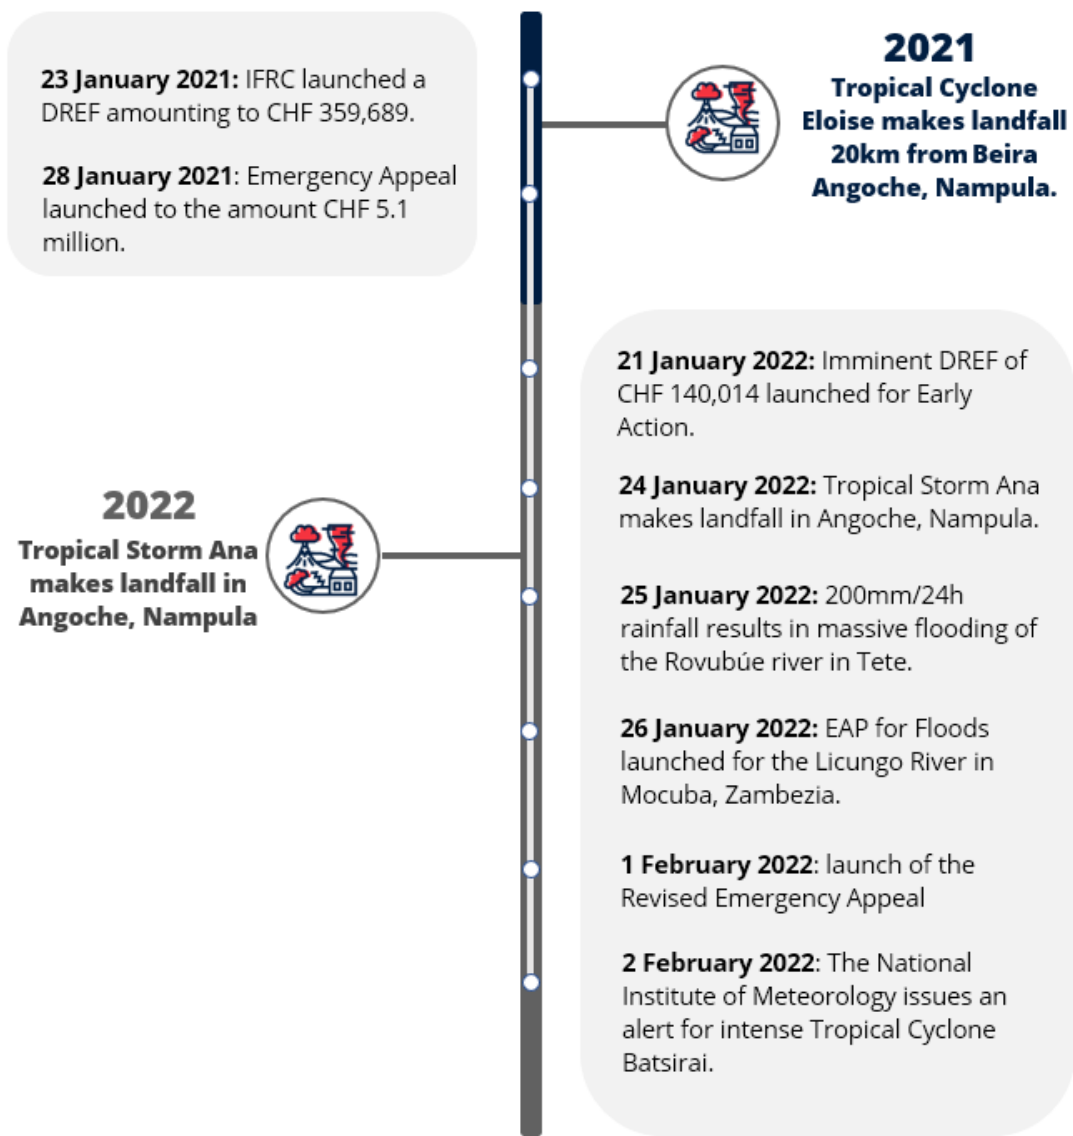 23 January 2021: IFRC launched a
DREF amounting to CHF 359,689.
28 January 2021: Emergency Appeal
launched to the amount CHF 5.1
million.
2021
Tropical Cyclone
Eloise makes landfall
20km from Beira
Angoche, Nampula.
2022
Tropical Storm Ana
makes landfall in
Angoche, Nampula
21 January 2022: Imminent DREF of
CHF 140,014 launched for Early
Action.
24 January 2022: Tropical Storm Ana
makes landfall in Angoche, Nampula.
25 January 2022: 200mm/24h
rainfall results in massive flooding of
the Rovubúe river in Tete.
26 January 2022: EAP for Floods
launched for the Licungo River in
Mocuba, Zambezia.
1 February 2022: launch of the
Revised Emergency Appeal
2 February 2022: The National
Institute of Meteorology issues an
alert for intense Tropical Cyclone
Batsirai.